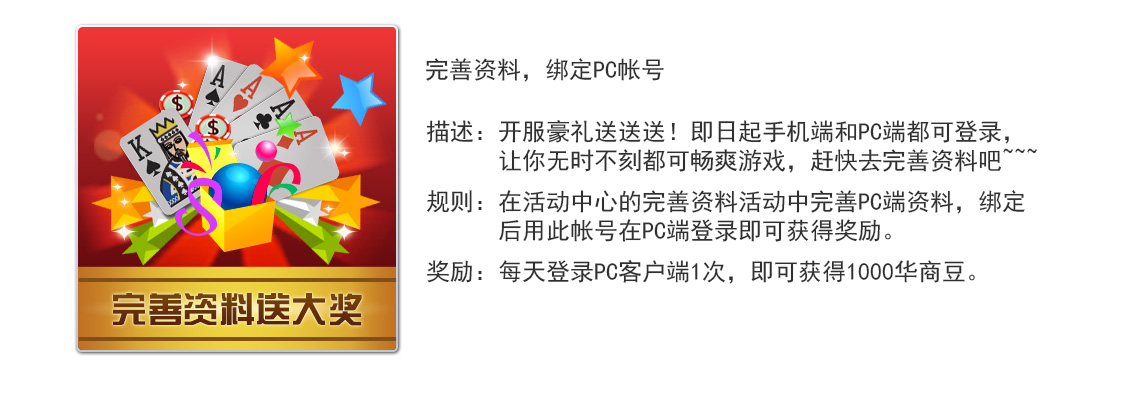 完善资料，绑定PC帐号
描述：开服豪礼送送送！即日起手机端和PC端都可登录，
让你无时不刻都可畅爽游戏，赶快去完善资料吧~~~
规则：在活动中心的完善资料活动中完善PC端资料，绑定
后用此帐号在PC端登录即可获得奖励。
奖励：每天登录PC客户端1次，即可获得1000华商豆。
A
A
A
A
K
$
$
完善资料送大奖